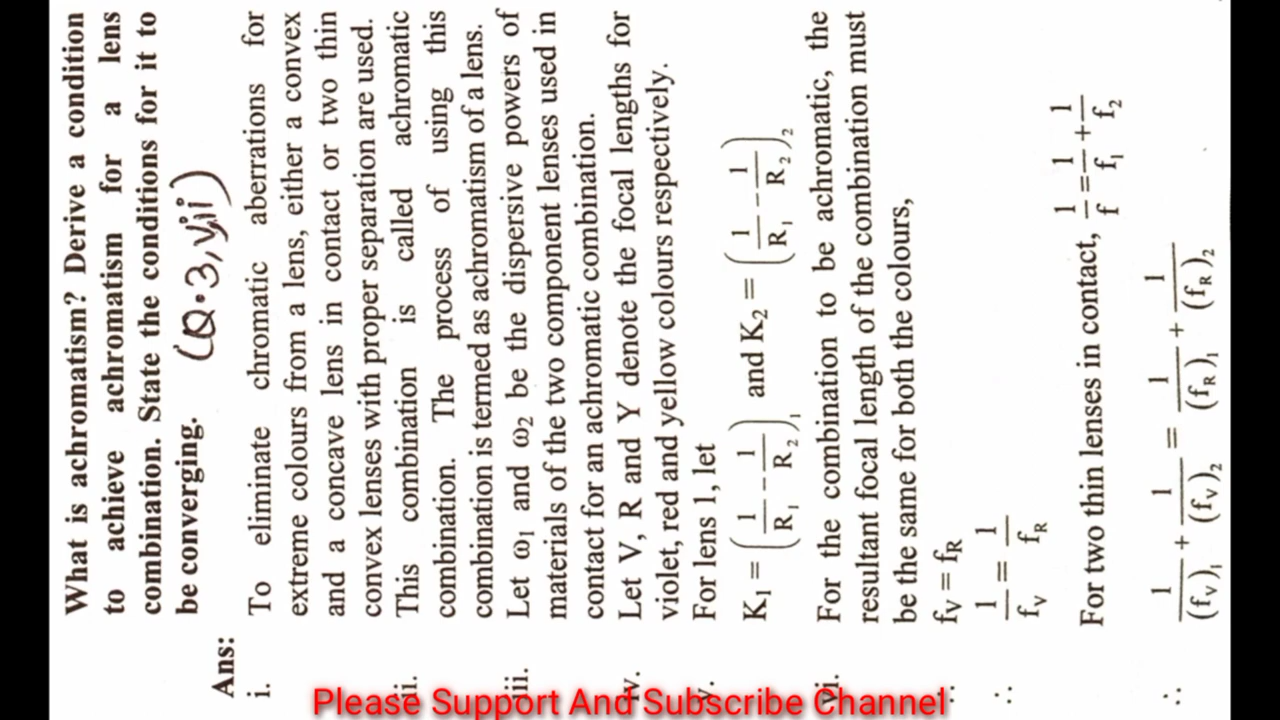 What is achromatism? Derive a condition
to achieve achromatism for a lens
combination. State the conditions for it to
be converging. (Q.3, v,ii)
Ans:
i. To eliminate chromatic aberrations for
extreme colours from a lens, either a convex
and a concave lens in contact or two thin
convex lenses with proper separation are used.
ii. This combination is called achromatic
combination. The process of using this
combination is termed as achromatism of a lens.
iii. Let ω₁ and ω₂ be the dispersive powers of
materials of the two component lenses used in
contact for an achromatic combination.
iv. Let V, R and Y denote the focal lengths for
violet, red and yellow colours respectively.
v. For lens 1, let
K₁ = (1/R₁ − 1/R₂)₁ and K₂ = (1/R₁ − 1/R₂)₂
vi. For the combination to be achromatic, the
resultant focal length of the combination must
be the same for both the colours,
∴ fV = fR
∴ 1/fV = 1/fR
For two thin lenses in contact, 1/f = 1/f₁ + 1/f₂
∴ 1/(fV)₁ + 1/(fV)₂ = 1/(fR)₁ + 1/(fR)₂
Please Support And Subscribe Channel